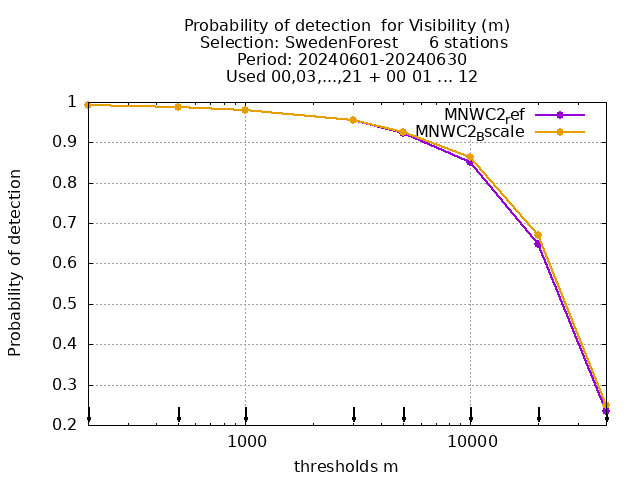 Probability of detection  for Visibility (m)
Selection: SwedenForest      6 stations
Period: 20240601-20240630
Used 00,03,...,21 + 00 01 ... 12
MNWC2ref
MNWC2Bscale
1
0.9
0.8
0.7
0.6
0.5
0.4
0.3
0.2
Probability of detection
1000
10000
thresholds m